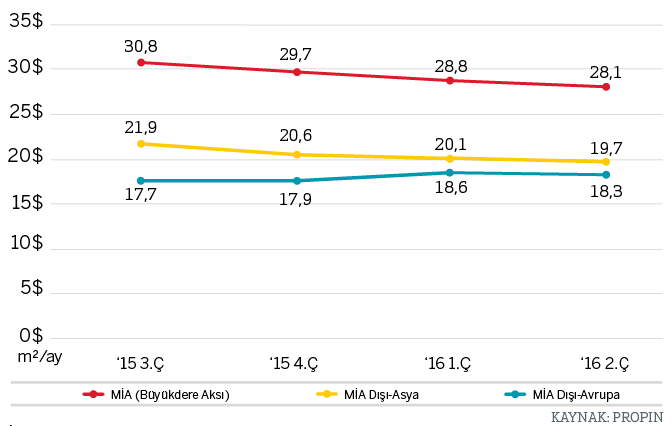 35$
30$
25$
20$
15$
10$
5$
0$
m²/ay
30,8
29,7
28,8
28,1
21,9
20,6
20,1
19,7
17,7
17,9
18,6
18,3
‘15 3.Ç
‘15 4.Ç
‘16 1.Ç
‘16 2.Ç
MİA (Büyükdere Aksı)
MİA Dışı-Asya
MİA Dışı-Avrupa
KAYNAK: PROPIN